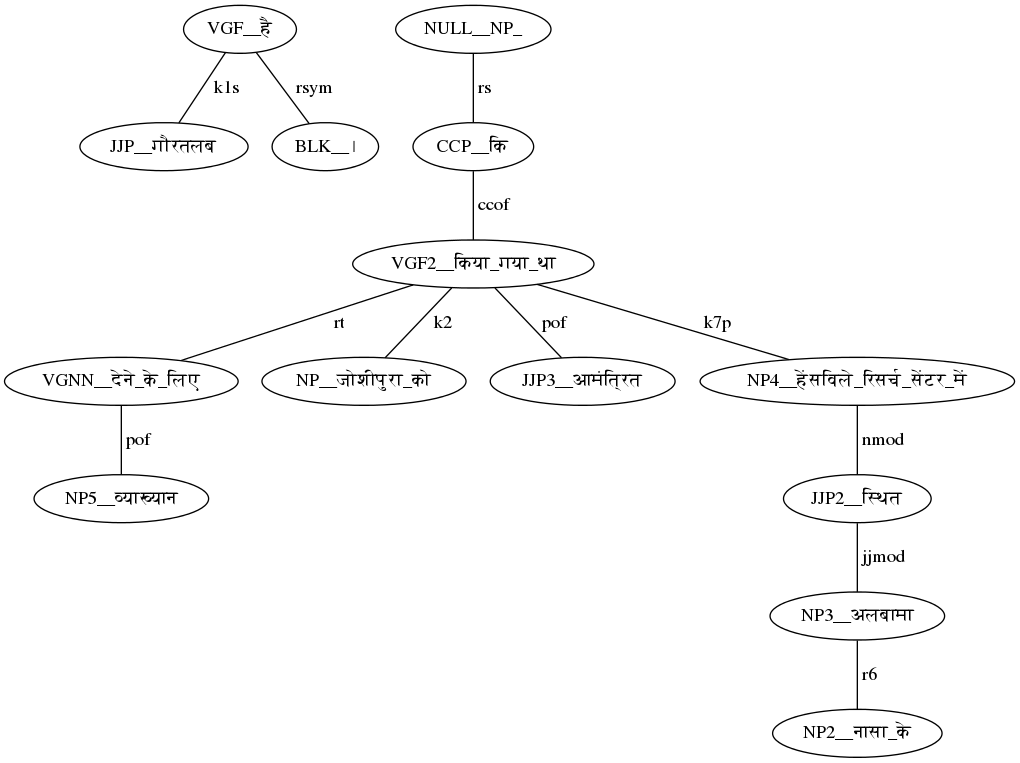 VGF__है NULL__NP_
k1s rsym rs
JJP__गौरतलब BLK__। CCP__कि
ccof
VGF2__किया_गया_था
rt k2 pof k7p
VGNN__देने_के_लिए NP__जोशीपुरा_को JJP3__आमंत्रित NP4__हेंसविले_रिसर्च_सेंटर_में
pof nmod
NP5__व्याख्यान JJP2__स्थित
jjmod
NP3__अलबामा
r6
NP2__नासा_के